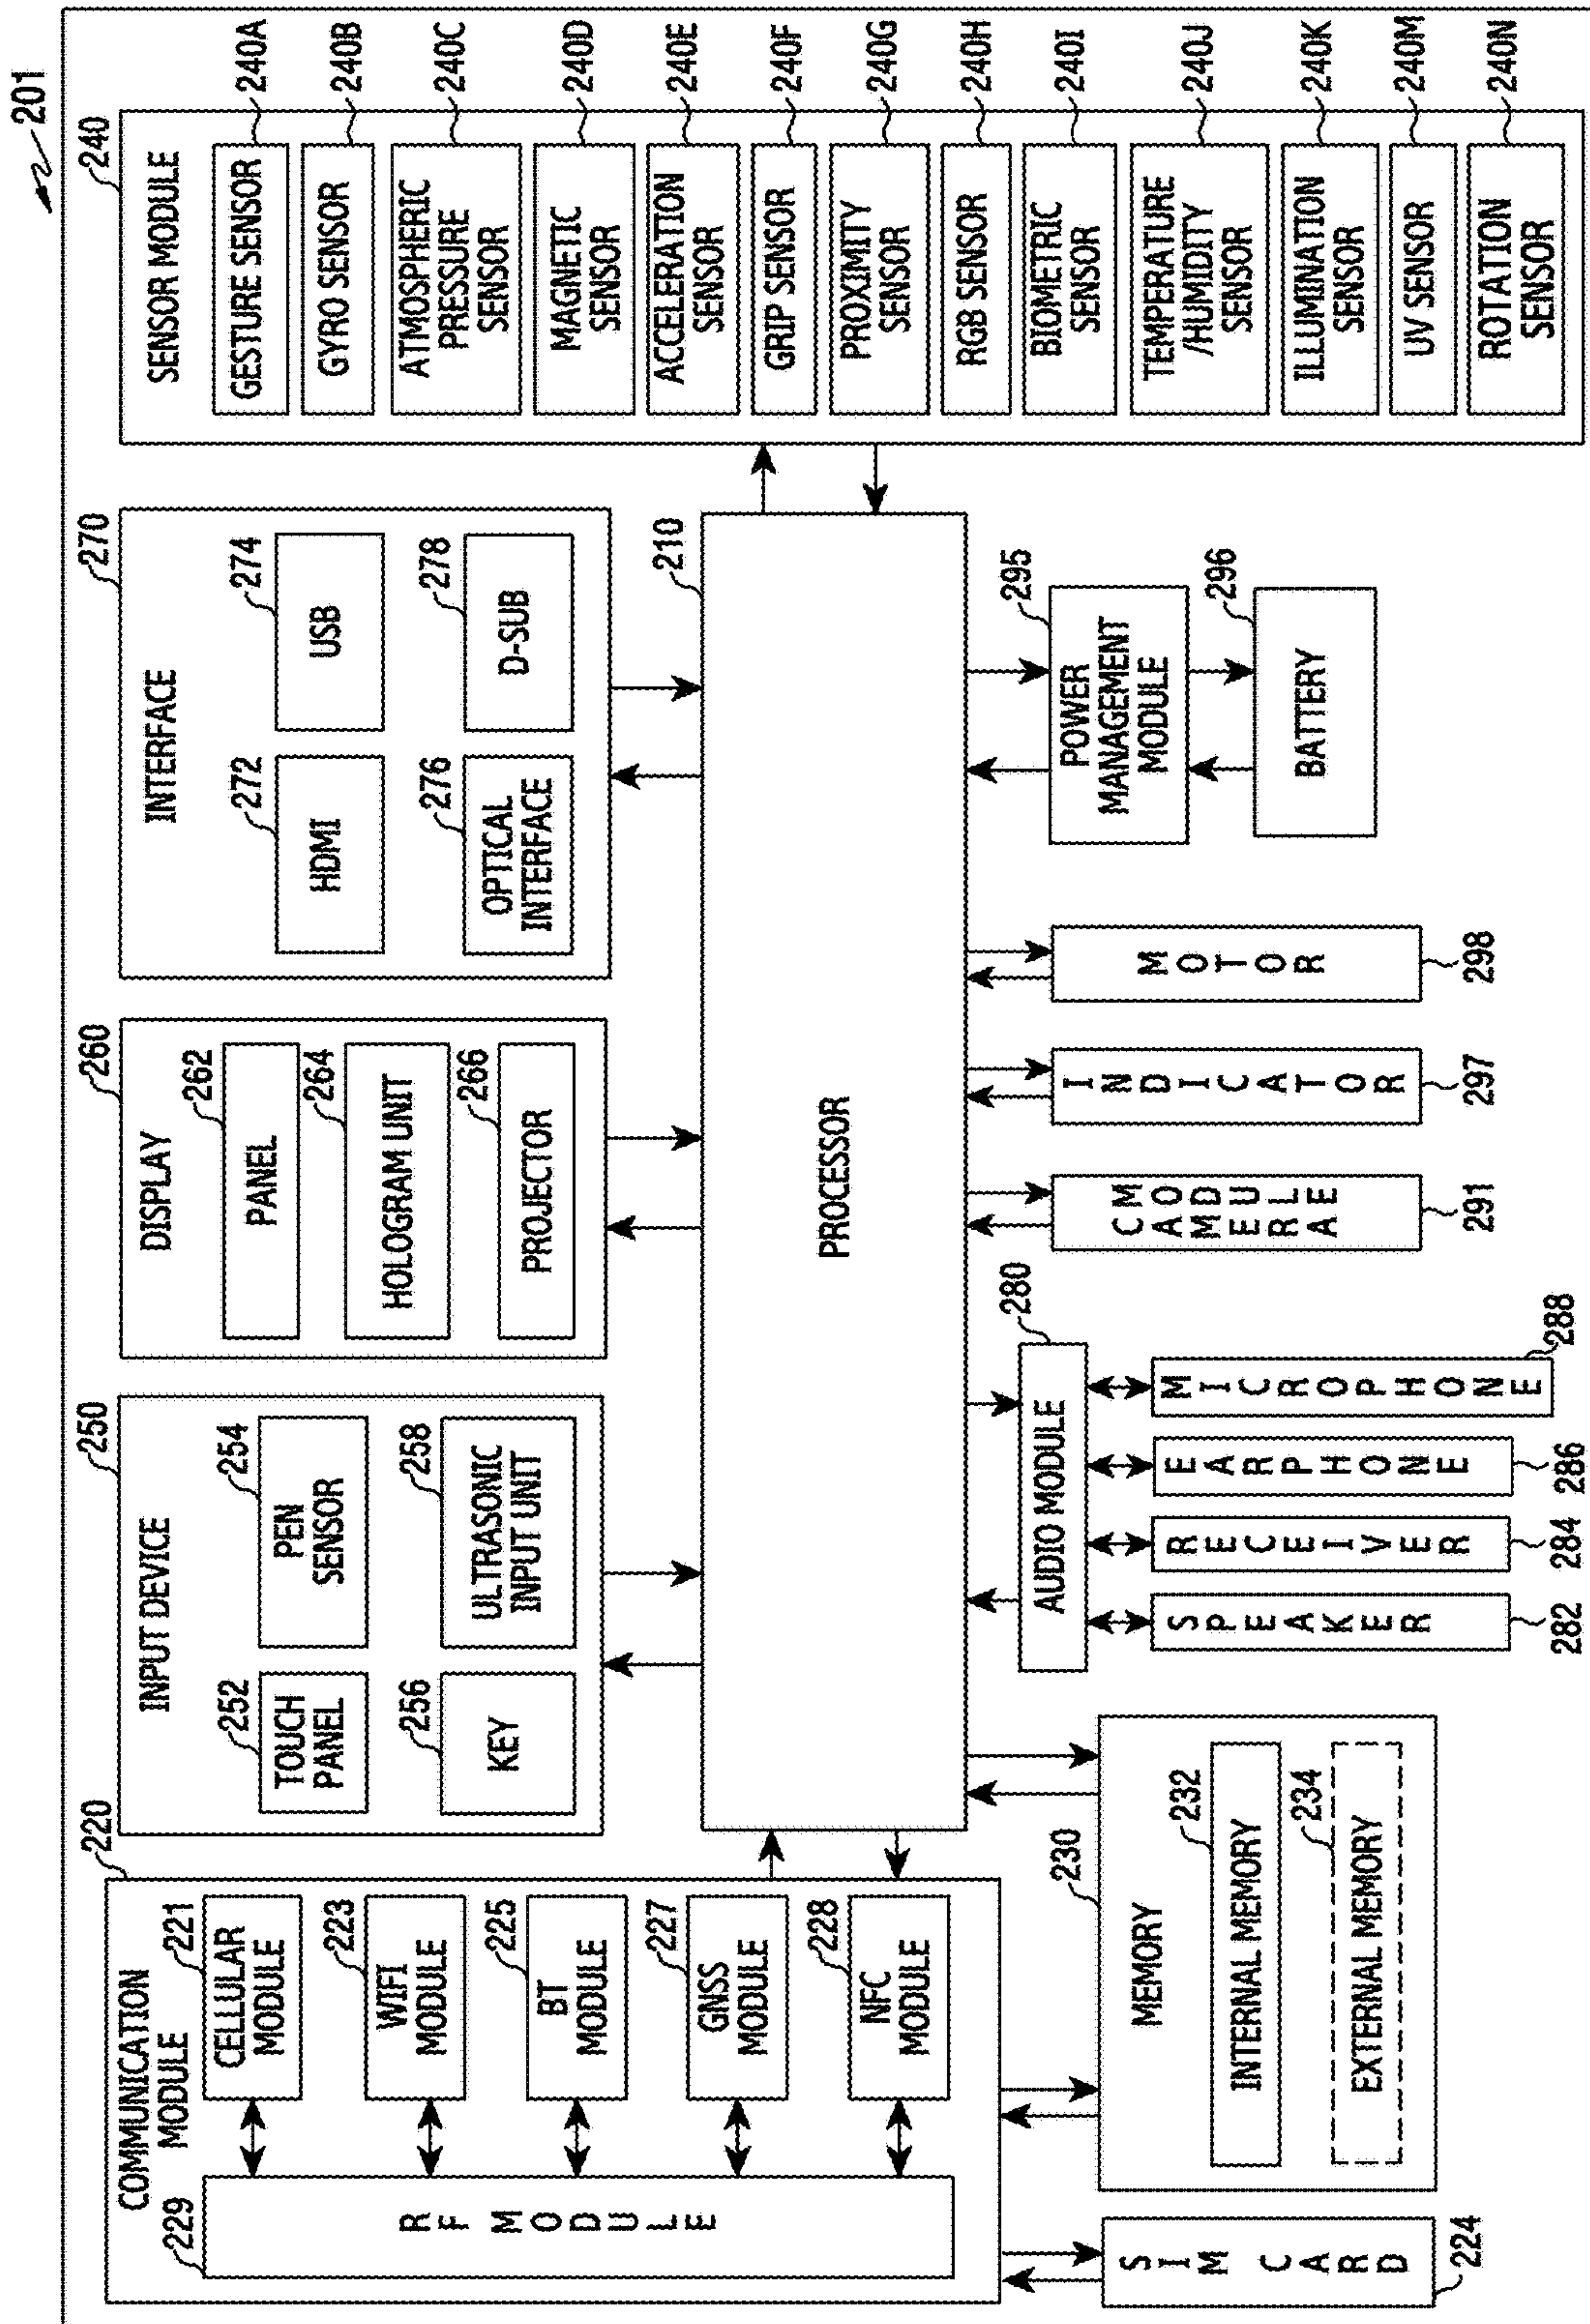 201
220
COMMUNICATION
MODULE
229
RF MODULE
221
CELLULAR
MODULE
223
WIFI
MODULE
225
BT
MODULE
227
GNSS
MODULE
228
NFC
MODULE
250
INPUT DEVICE
252
TOUCH
PANEL
254
PEN
SENSOR
256
KEY
258
ULTRASONIC
INPUT UNIT
260
DISPLAY
262
PANEL
264
HOLOGRAM UNIT
266
PROJECTOR
270
INTERFACE
272
HDMI
274
USB
276
OPTICAL
INTERFACE
278
D-SUB
240
SENSOR MODULE
GESTURE SENSOR
240A
GYRO SENSOR
240B
ATMOSPHERIC
PRESSURE
SENSOR
240C
MAGNETIC
SENSOR
240D
ACCELERATION
SENSOR
240E
GRIP SENSOR
240F
PROXIMITY
SENSOR
240G
RGB SENSOR
240H
BIOMETRIC
SENSOR
240I
TEMPERATURE
/HUMIDITY
SENSOR
240J
ILLUMINATION
SENSOR
240K
UV SENSOR
240M
ROTATION
SENSOR
240N
210
PROCESSOR
SIM CARD
224
230
MEMORY
232
INTERNAL MEMORY
234
EXTERNAL MEMORY
280
AUDIO MODULE
SPEAKER
282
RECEIVER
284
EARPHONE
286
MICROPHONE
288
CAMERA
MODULE
291
INDICATOR
297
MOTOR
298
295
POWER
MANAGEMENT
MODULE
296
BATTERY